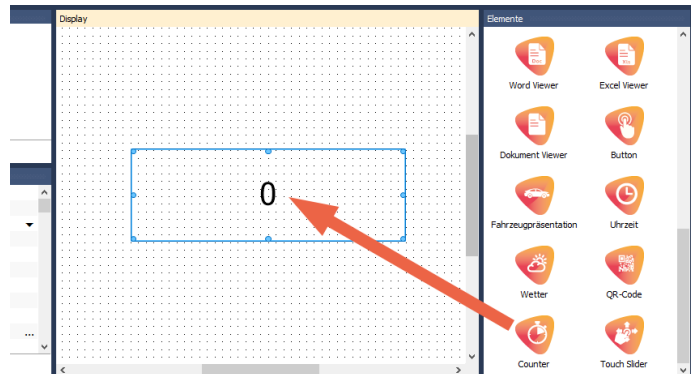 Display
Elemente
Word Viewer
Excel Viewer
Dokument Viewer
Button
0
Fahrzeugpräsentation
Uhrzeit
Wetter
QR-Code
...
Counter
Touch Slider